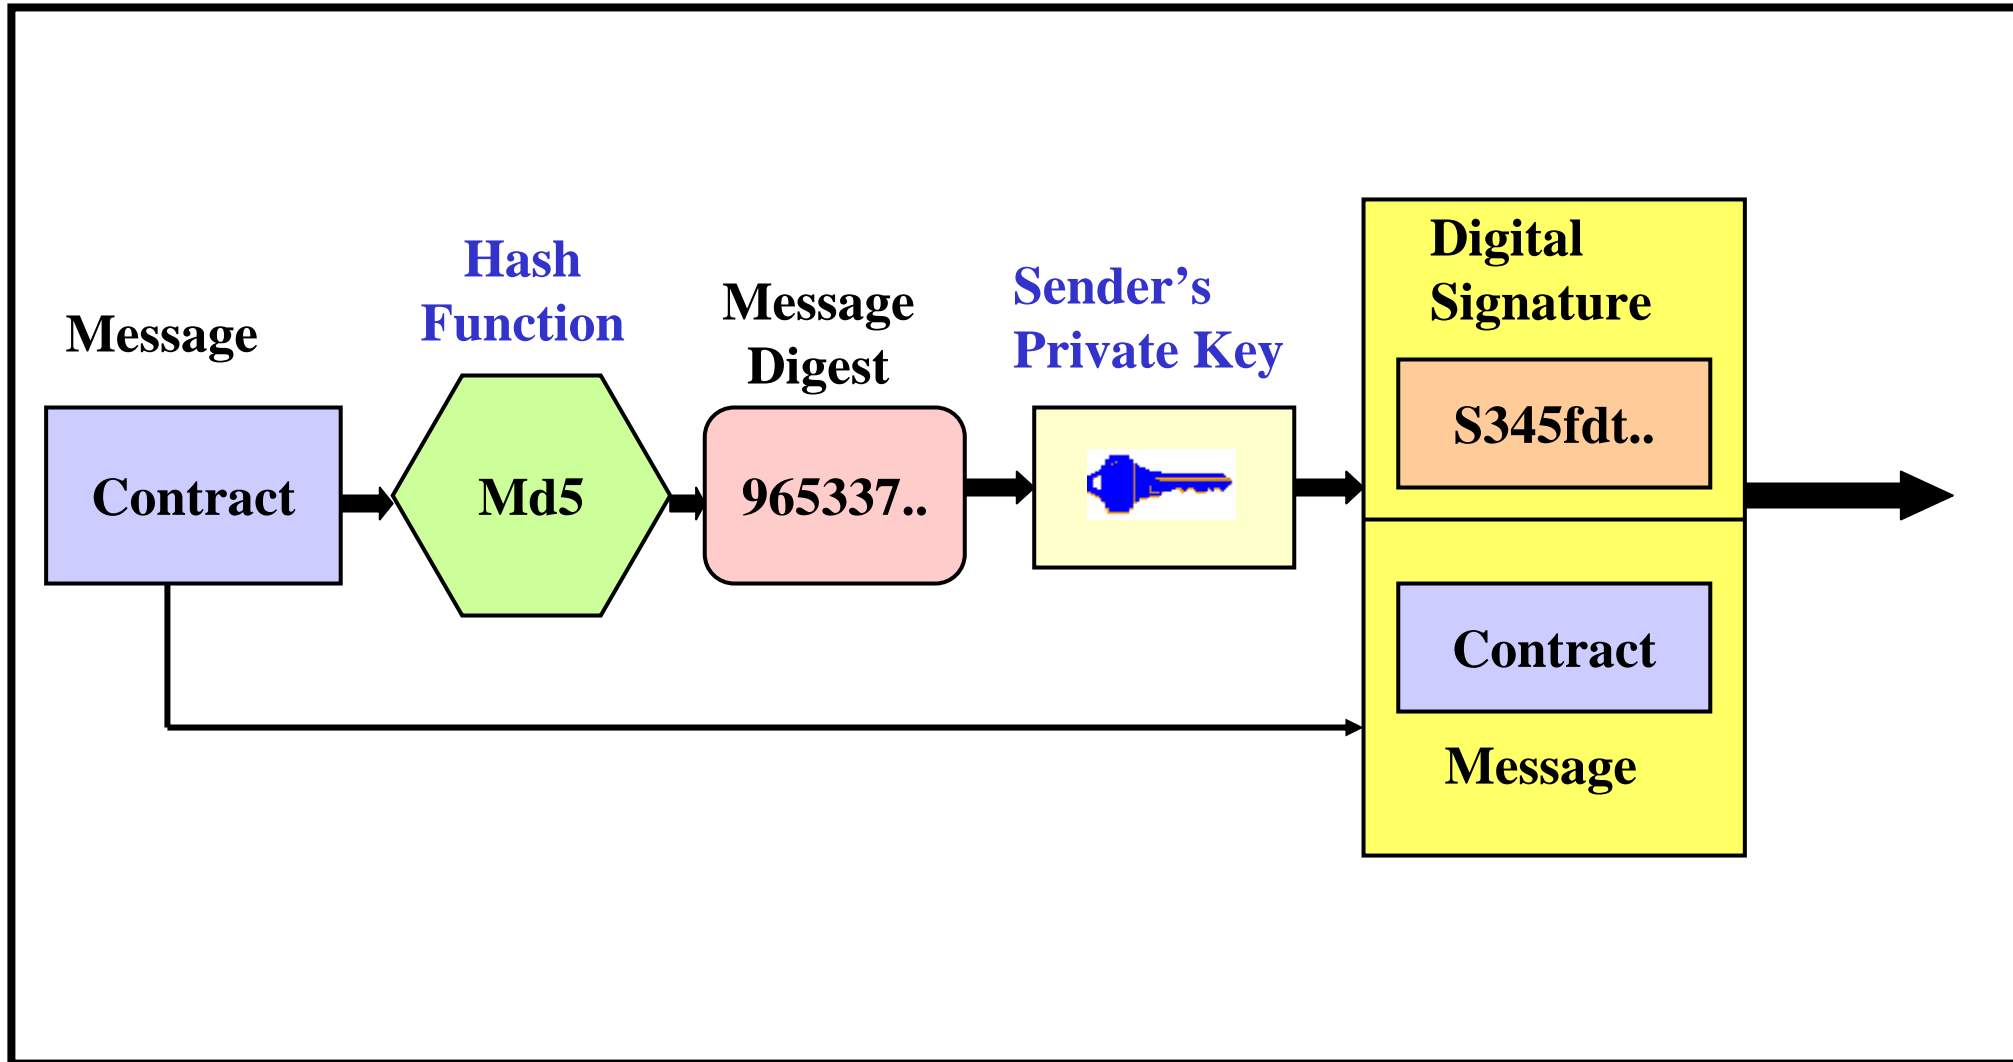 Message
Contract
Hash
Function
Md5
Message
Digest
965337..
Sender’s
Private Key
Digital
Signature
S345fdt..
Contract
Message